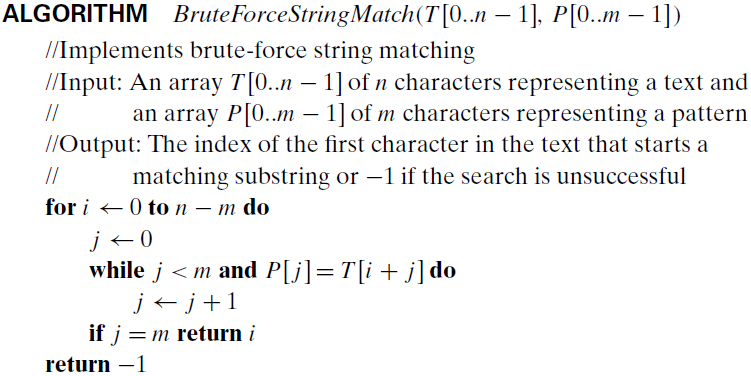 ALGORITHM BruteForceStringMatch(T[0..n − 1], P[0..m − 1])
//Implements brute-force string matching
//Input: An array T[0..n − 1] of n characters representing a text and
// an array P[0..m − 1] of m characters representing a pattern
//Output: The index of the first character in the text that starts a
// matching substring or −1 if the search is unsuccessful
for i ← 0 to n − m do
j ← 0
while j < m and P[j] = T[i + j] do
j ← j + 1
if j = m return i
return −1